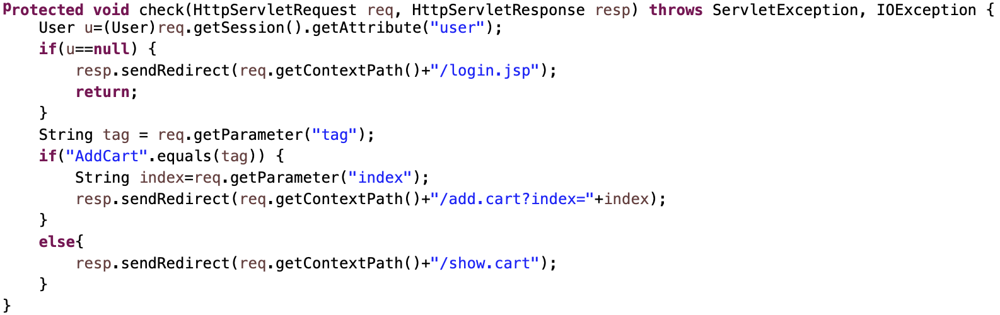 protected void check(HttpServletRequest req, HttpServletResponse resp) throws ServletException, IOException {
    User u=(User)req.getSession().getAttribute("user");
    if(u==null) {
        resp.sendRedirect(req.getContextPath()+"/login.jsp");
        return;
    }
    String tag = req.getParameter("tag");
    if("AddCart".equals(tag)) {
        String index=req.getParameter("index");
        resp.sendRedirect(req.getContextPath()+"/add.cart?index="+index);
    }
    else{
        resp.sendRedirect(req.getContextPath()+"/show.cart");
    }
}